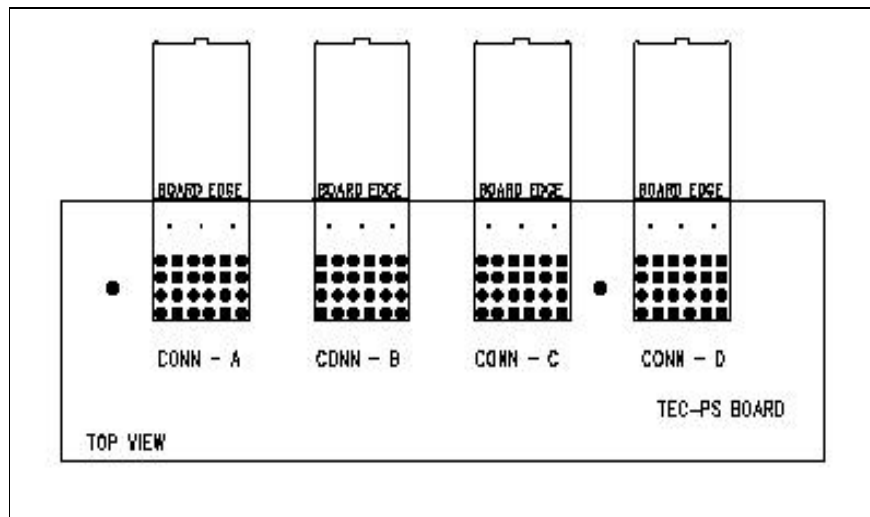 BOARD EDGE BOARD EDGE BOARD EDGE BOARD EDGE
CONN - A CONN - B CONN - C CONN - D
TEC-PS BOARD
TOP VIEW